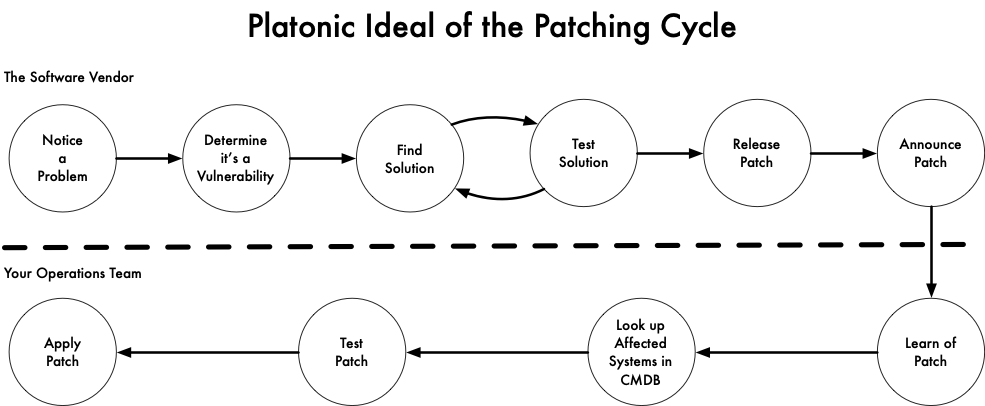 Platonic Ideal of the Patching Cycle
The Software Vendor
Notice
a
Problem
Determine
it's a
Vulnerability
Find
Solution
Test
Solution
Release
Patch
Announce
Patch
Your Operations Team
Apply
Patch
Test
Patch
Look up
Affected
Systems in
CMDB
Learn of
Patch